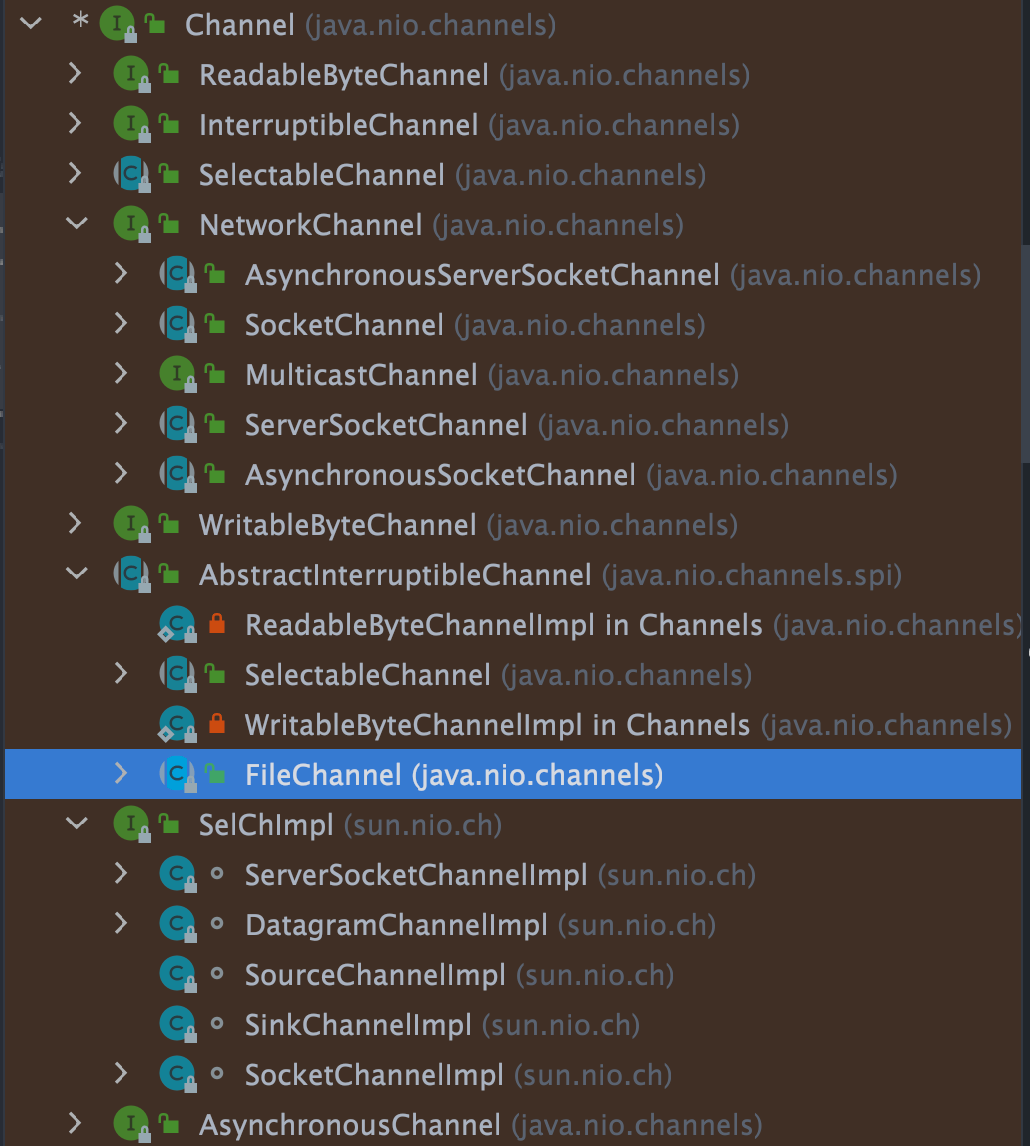 * I Channel (java.nio.channels)
I ReadableByteChannel (java.nio.channels)
I InterruptibleChannel (java.nio.channels)
C SelectableChannel (java.nio.channels)
I NetworkChannel (java.nio.channels)
C AsynchronousServerSocketChannel (java.nio.channels)
C SocketChannel (java.nio.channels)
I MulticastChannel (java.nio.channels)
C ServerSocketChannel (java.nio.channels)
C AsynchronousSocketChannel (java.nio.channels)
I WritableByteChannel (java.nio.channels)
C AbstractInterruptibleChannel (java.nio.channels.spi)
C ReadableByteChannelImpl in Channels (java.nio.channels)
C SelectableChannel (java.nio.channels)
C WritableByteChannelImpl in Channels (java.nio.channels)
C FileChannel (java.nio.channels)
I SelChImpl (sun.nio.ch)
C ServerSocketChannelImpl (sun.nio.ch)
C DatagramChannelImpl (sun.nio.ch)
C SourceChannelImpl (sun.nio.ch)
C SinkChannelImpl (sun.nio.ch)
C SocketChannelImpl (sun.nio.ch)
I AsynchronousChannel (java.nio.channels)